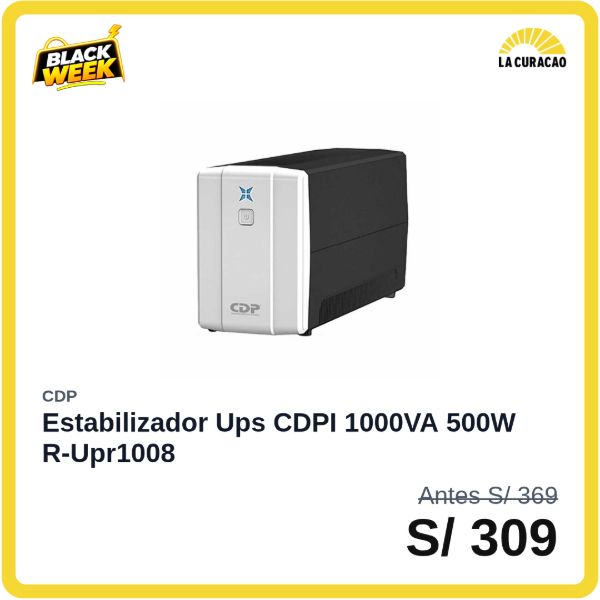 BLACK
WEEK
LA CURACAO
CDP
CDP
Estabilizador Ups CDPI 1000VA 500W
R-Upr1008
Antes S/ 369
S/ 309